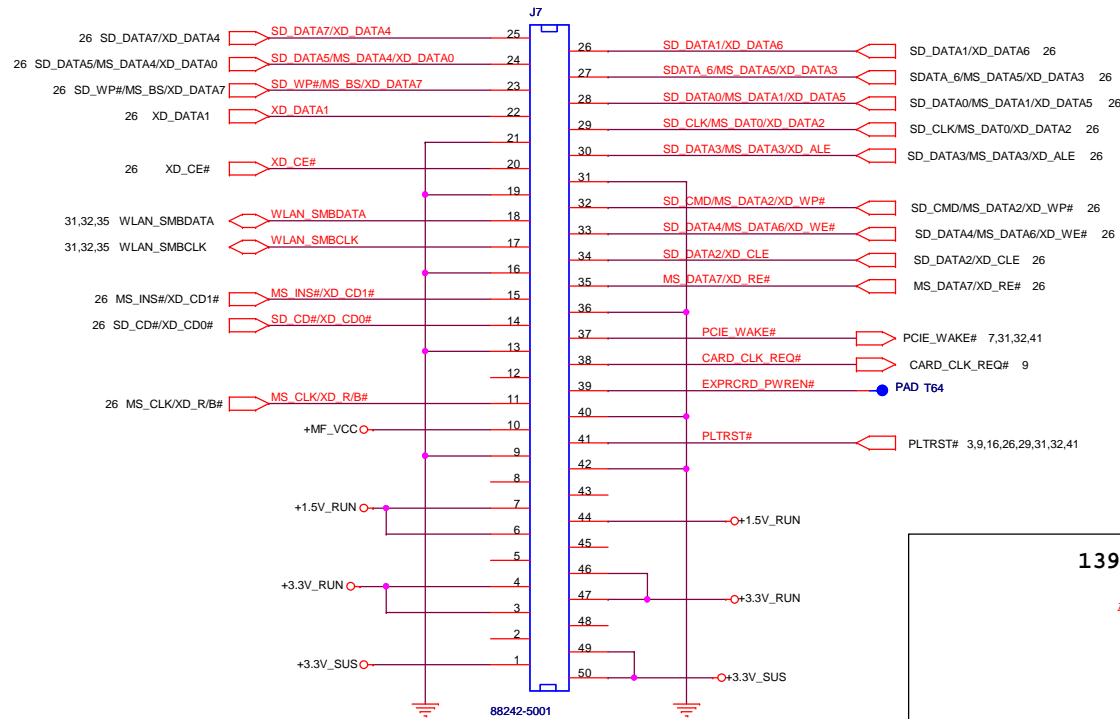 J7
26 SD_DATA7/XD_DATA4 SD_DATA7/XD_DATA4 25
26 SD_DATA1/XD_DATA6 SD_DATA1/XD_DATA6 26
26 SD_DATA5/MS_DATA4/XD_DATA0 SD_DATA5/MS_DATA4/XD_DATA0 24
27 SDATA_6/MS_DATA5/XD_DATA3 SDATA_6/MS_DATA5/XD_DATA3 26
26 SD_WP#/MS_BS/XD_DATA7 SD_WP#/MS_BS/XD_DATA7 23
28 SD_DATA0/MS_DATA1/XD_DATA5 SD_DATA0/MS_DATA1/XD_DATA5 26
26 XD_DATA1 XD_DATA1 22
29 SD_CLK/MS_DAT0/XD_DATA2 SD_CLK/MS_DAT0/XD_DATA2 26
21
30 SD_DATA3/MS_DATA3/XD_ALE SD_DATA3/MS_DATA3/XD_ALE 26
26 XD_CE# XD_CE# 20
31
19
32 SD_CMD/MS_DATA2/XD_WP# SD_CMD/MS_DATA2/XD_WP# 26
31,32,35 WLAN_SMBDATA WLAN_SMBDATA 18
33 SD_DATA4/MS_DATA6/XD_WE# SD_DATA4/MS_DATA6/XD_WE# 26
31,32,35 WLAN_SMBCLK WLAN_SMBCLK 17
34 SD_DATA2/XD_CLE SD_DATA2/XD_CLE 26
16
35 MS_DATA7/XD_RE# MS_DATA7/XD_RE# 26
26 MS_INS#/XD_CD1# MS_INS#/XD_CD1# 15
36
26 SD_CD#/XD_CD0# SD_CD#/XD_CD0# 14
37 PCIE_WAKE# PCIE_WAKE# 7,31,32,41
13
38 CARD_CLK_REQ# CARD_CLK_REQ# 9
12
39 EXPRCRD_PWREN# PAD T64
26 MS_CLK/XD_R/B# MS_CLK/XD_R/B# 11
40
+MF_VCC 10
41 PLTRST# PLTRST# 3,9,16,26,29,31,32,41
9
42
8
43
+1.5V_RUN 7
44 +1.5V_RUN
6
45
5
46
+3.3V_RUN 4
47 +3.3V_RUN
3
48
2
49
+3.3V_SUS 1
50 +3.3V_SUS
88242-5001
139